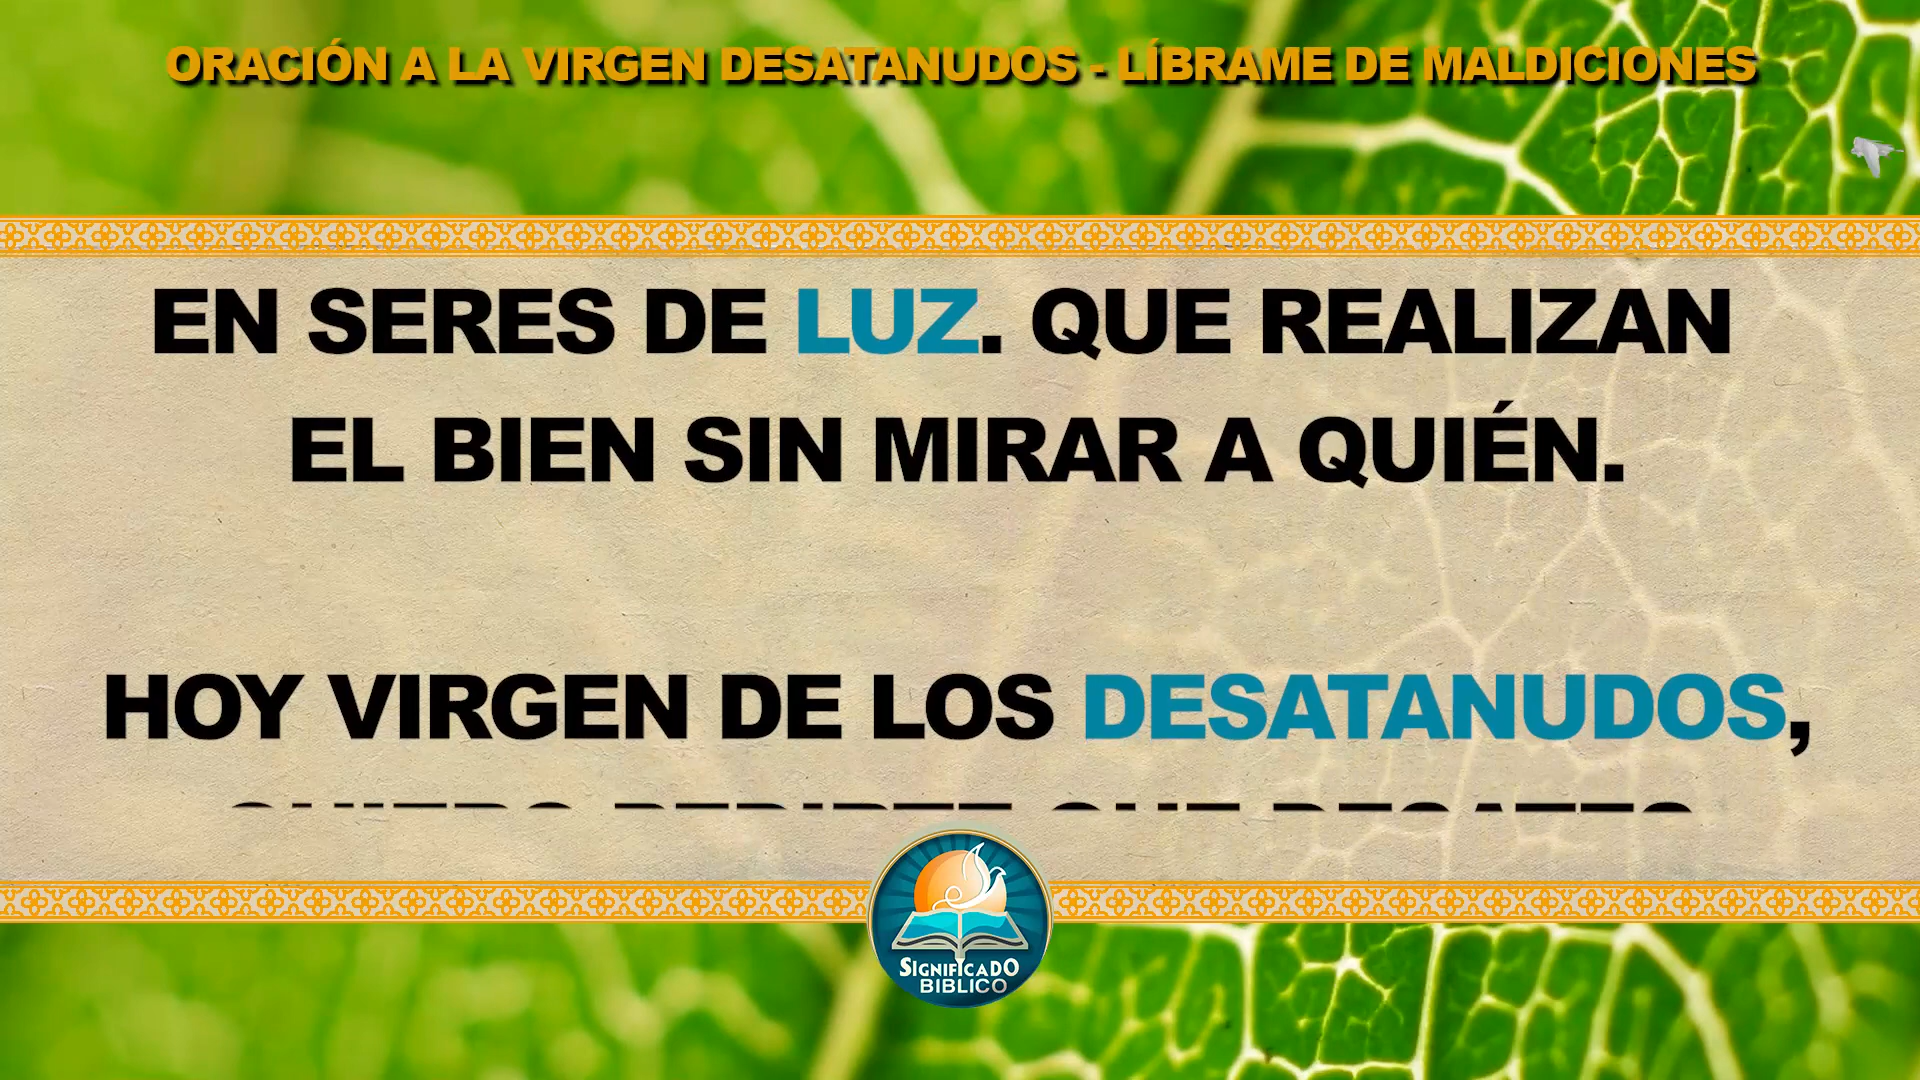 ORACIÓN A LA VIRGEN DESATANUDOS - LÍBRAME DE MALDICIONES
EN SERES DE LUZ. QUE REALIZAN
EL BIEN SIN MIRAR A QUIÉN.
HOY VIRGEN DE LOS DESATANUDOS,
SIGNIFICADO
BIBLICO